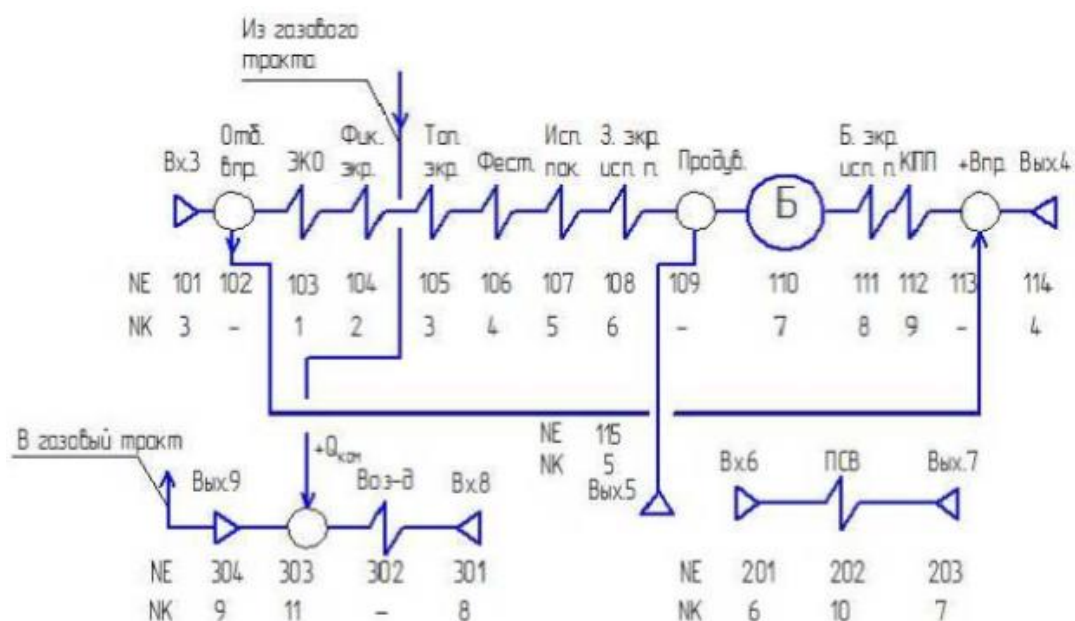 Из газового
тракта
Вх.3
Отб.
впр.
ЭКО
Фик.
экр.
Топ.
экр.
Фест.
Исп.
пак.
З. экр.
исп. п.
Продув.
Б
Б. экр.
исп. п.
КПП
+Впр.
Вых.4
NE 101 102 103 104 105 106 107 108 109 110 111 112 113 114
NK 3 - 1 2 3 4 5 6 - 7 8 9 - 4
В газовый тракт
Вых.9
+Qкам
Воз-д
Вх.8
NE 115
NK 5
Вых.5
Вх.6
ПСВ
Вых.7
NE 304 303 302 301
NK 9 11 - 8
NE 201 202 203
NK 6 10 7